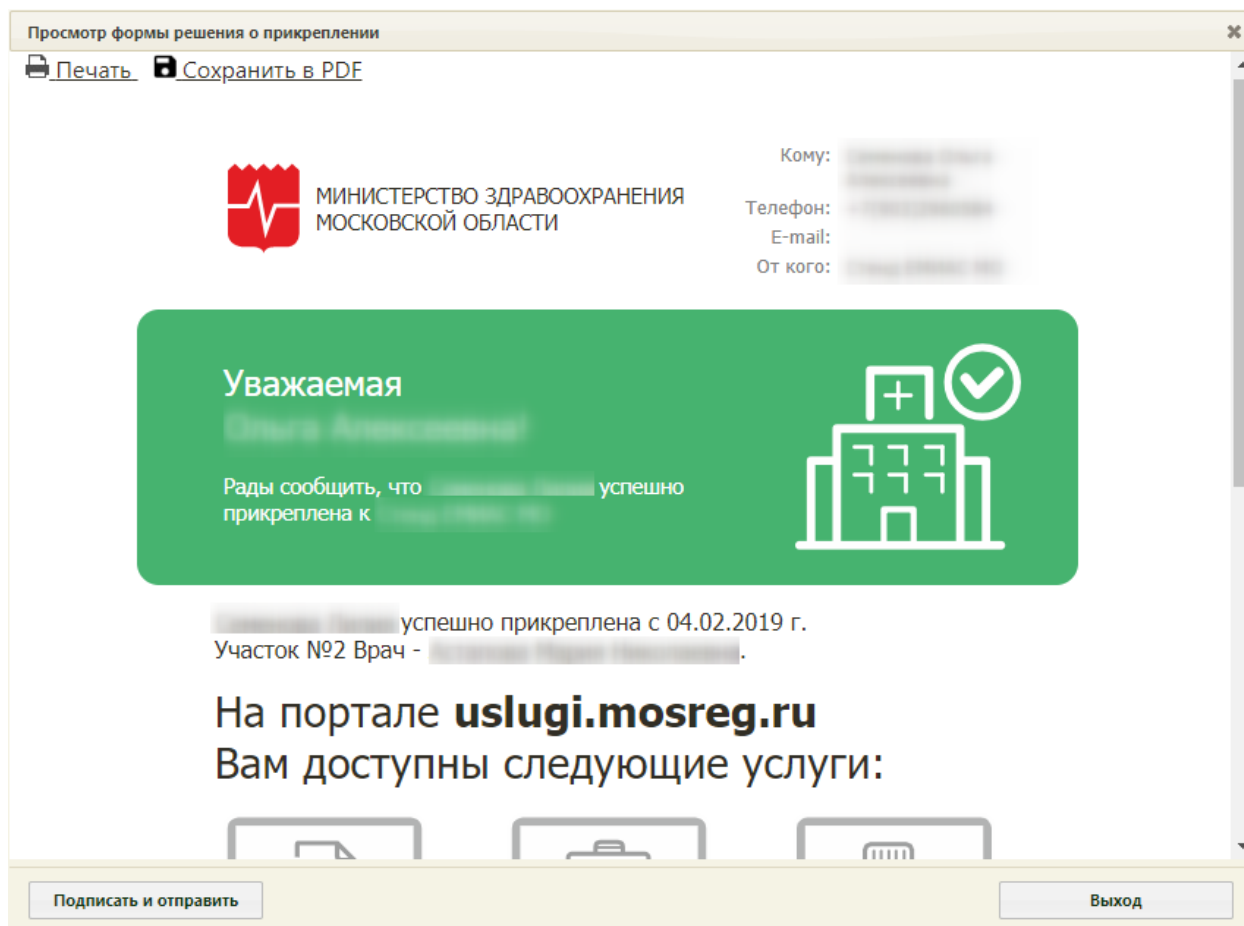 Просмотр формы решения о прикреплении
Печать Сохранить в PDF
МИНИСТЕРСТВО ЗДРАВООХРАНЕНИЯ
МОСКОВСКОЙ ОБЛАСТИ
Кому:
Телефон:
E-mail:
От кого:
Уважаемая
Рады сообщить, что успешно
прикреплена к
успешно прикреплена с 04.02.2019 г.
Участок №2 Врач - .
На портале uslugi.mosreg.ru
Вам доступны следующие услуги:
Подписать и отправить
Выход